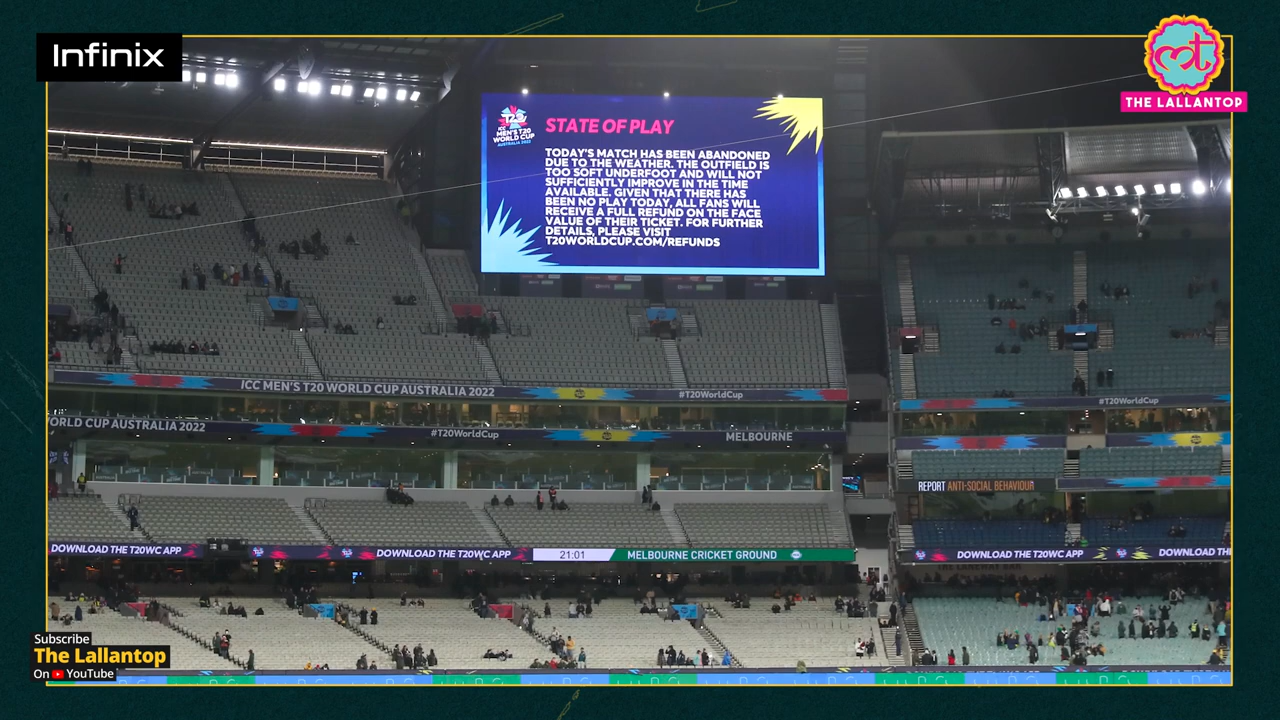 Infinix
THE LALLANTOP
T20
ICC
MEN'S T20
WORLD CUP
AUSTRALIA 2022
STATE OF PLAY
TODAY'S MATCH HAS BEEN ABANDONED
DUE TO THE WEATHER. THE OUTFIELD IS
TOO SOFT UNDERFOOT AND WILL NOT
SUFFICIENTLY IMPROVE IN THE TIME
AVAILABLE. GIVEN THAT THERE HAS
BEEN NO PLAY TODAY, ALL FANS WILL
RECEIVE A FULL REFUND ON THE FACE
VALUE OF THEIR TICKET. FOR FURTHER
DETAILS, PLEASE VISIT
T20WORLDCUP.COM/REFUNDS
ICC MEN'S T20 WORLD CUP AUSTRALIA 2022 #T20WorldCup
#T20WorldCup
ORLD CUP AUSTRALIA 2022 #T20WorldCup MELBOURNE
REPORT ANTI-SOCIAL BEHAVIOUR
DOWNLOAD THE T20WC APP DOWNLOAD THE T20WC APP 21:01 MELBOURNE CRICKET GROUND
DOWNLOAD THE T20WC APP DOWNLOAD TH
Subscribe
The Lallantop
On YouTube